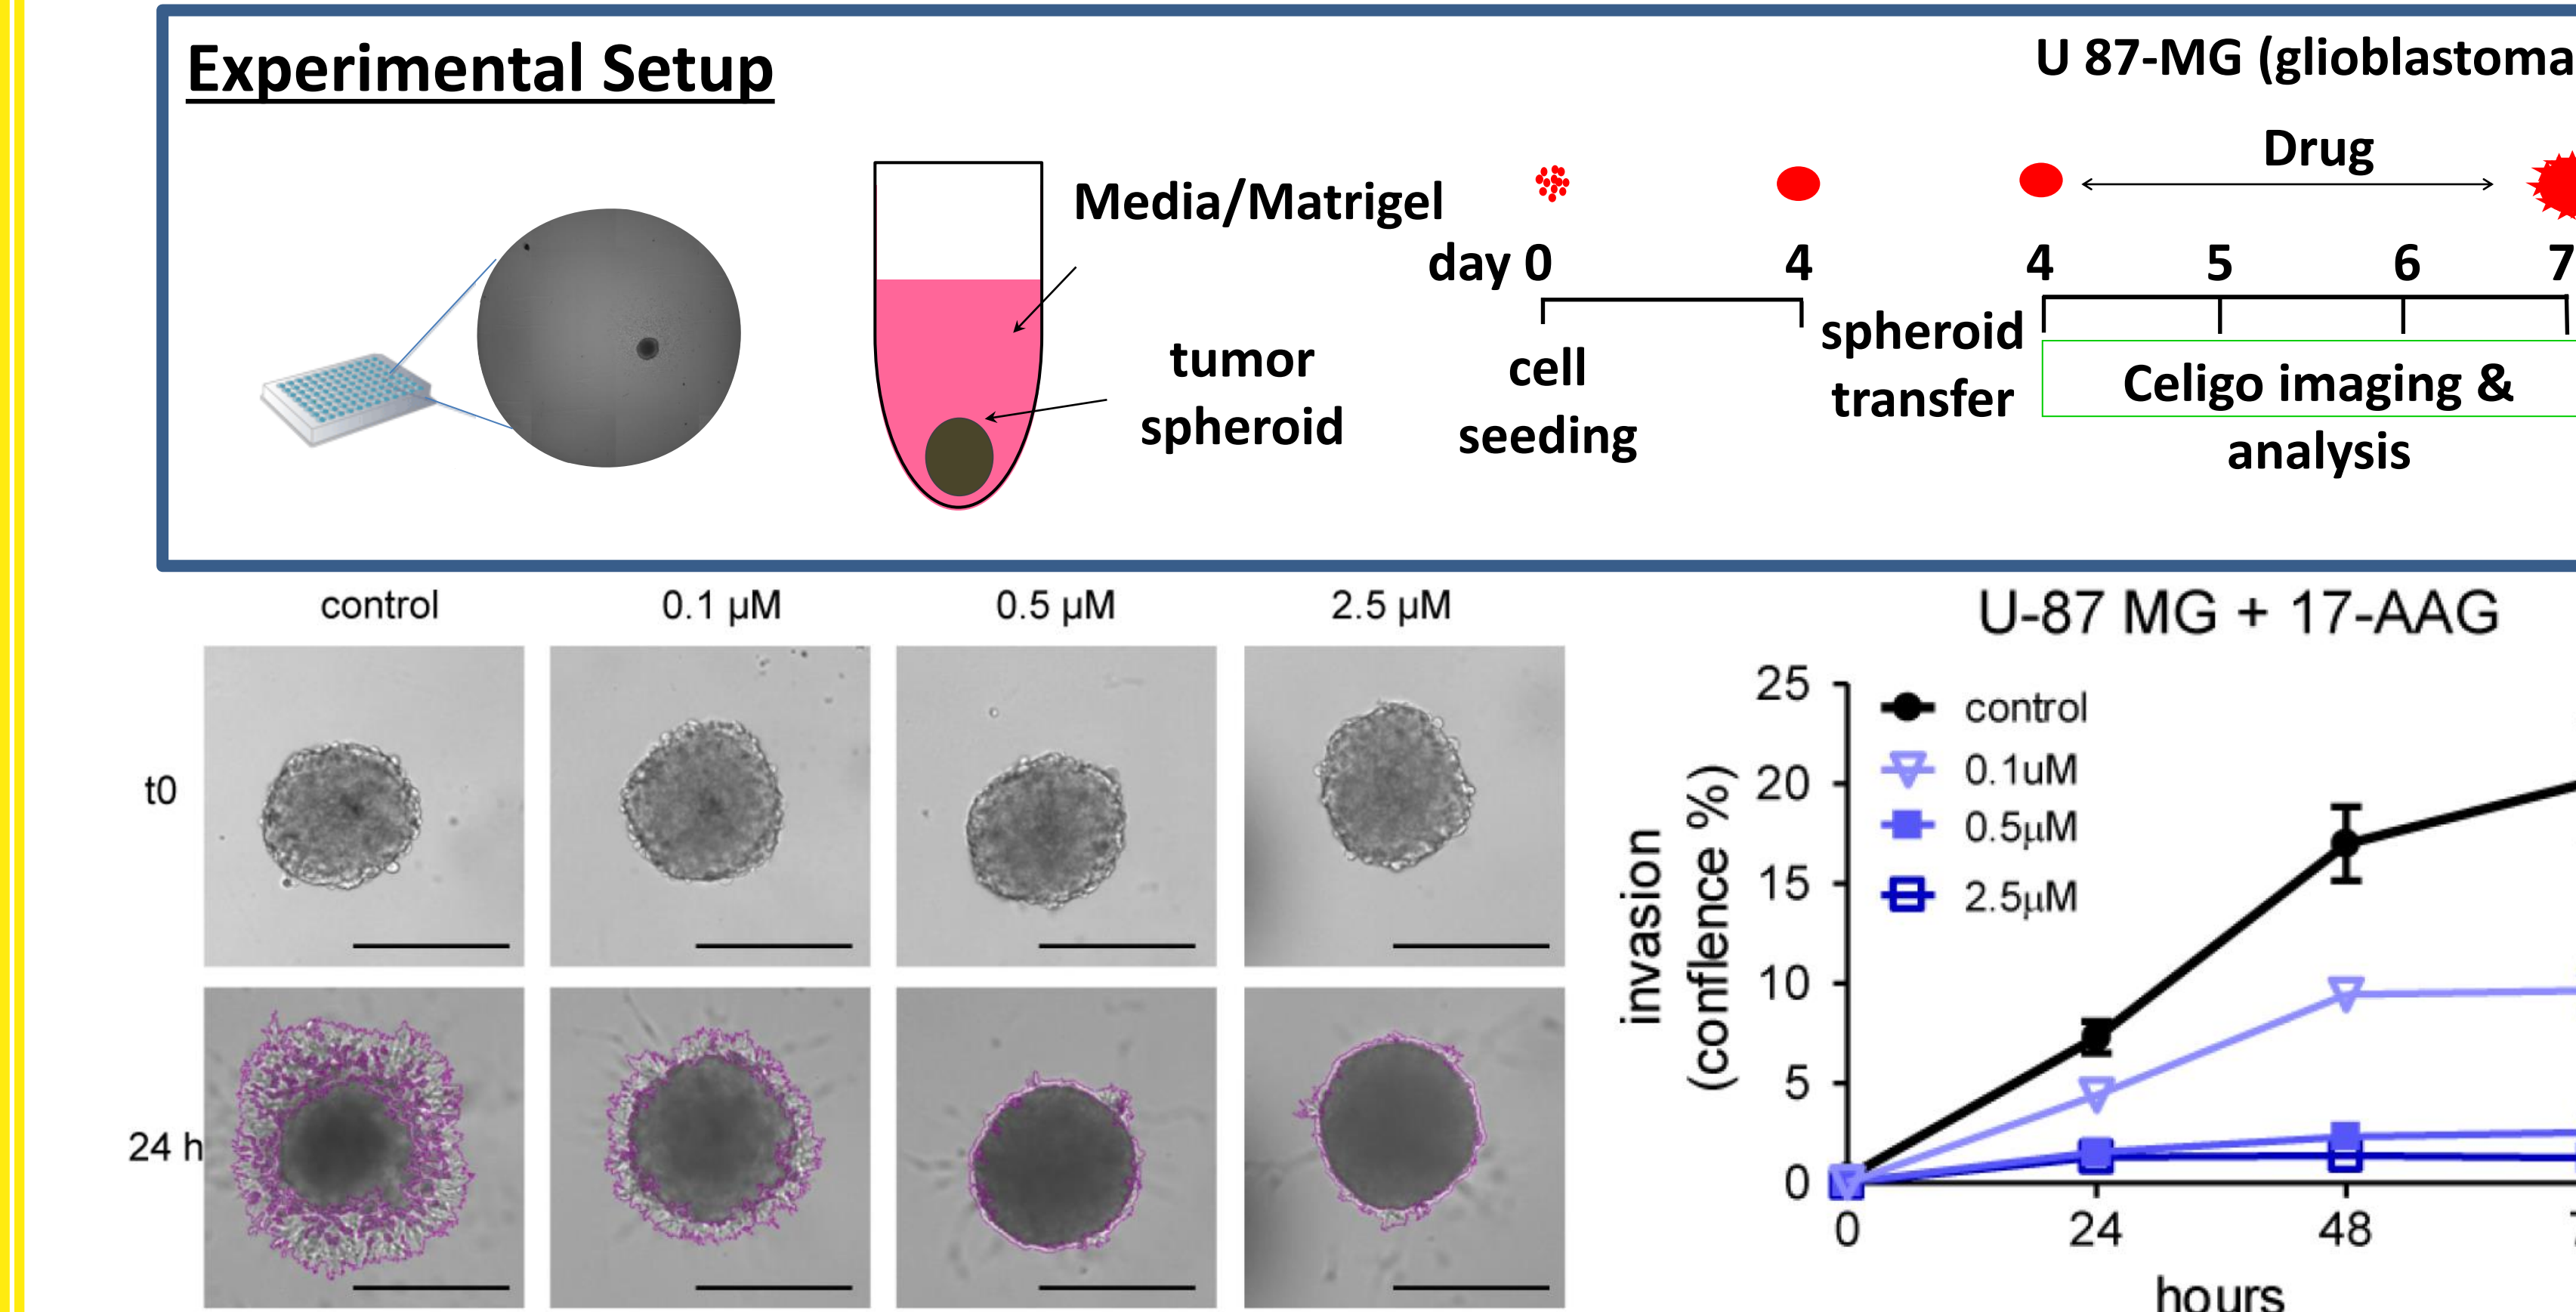 Experimental Setup
U 87-MG (glioblastoma
Drug
Media/Matrigel
day 0 4 4 5 6 7
tumor
spheroid
cell
seeding
spheroid
transfer
Celigo imaging &
analysis
control 0.1 µM 0.5 µM 2.5 µM
t0
24 h
U-87 MG + 17-AAG
invasion
(conflence %)
25
20
15
10
5
0
control
0.1uM
0.5µM
2.5µM
0 24 48
hours